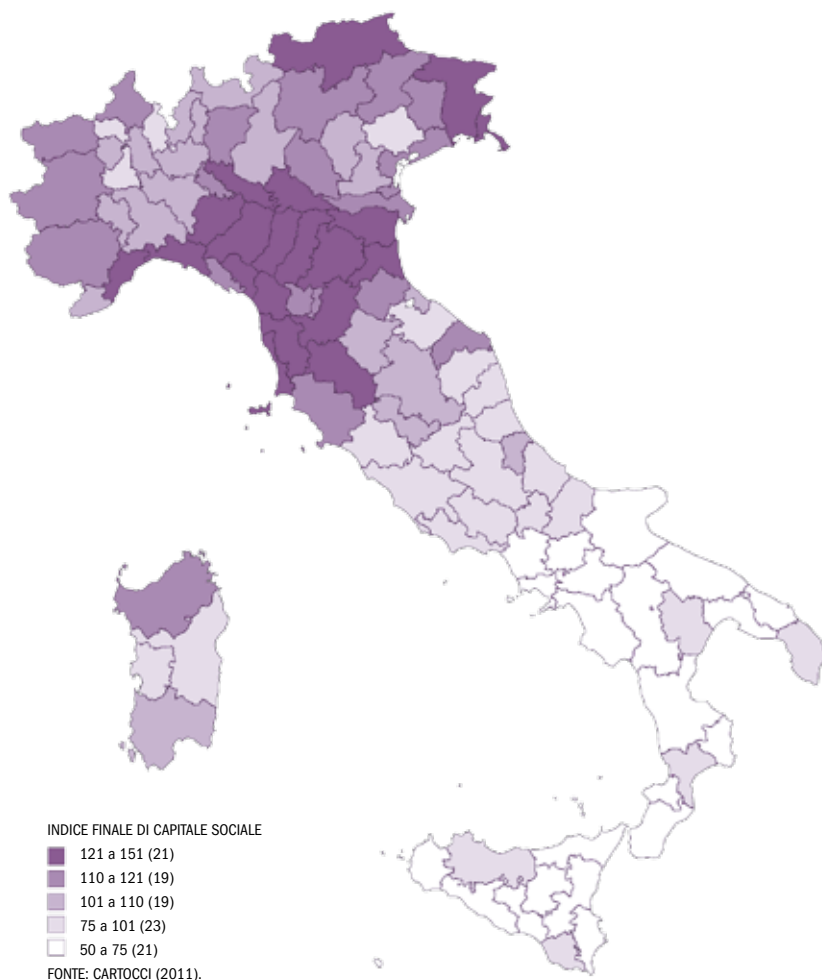 INDICE FINALE DI CAPITALE SOCIALE
121 a 151 (21)
110 a 121 (19)
101 a 110 (19)
75 a 101 (23)
50 a 75 (21)
FONTE: CARTOCCI (2011).